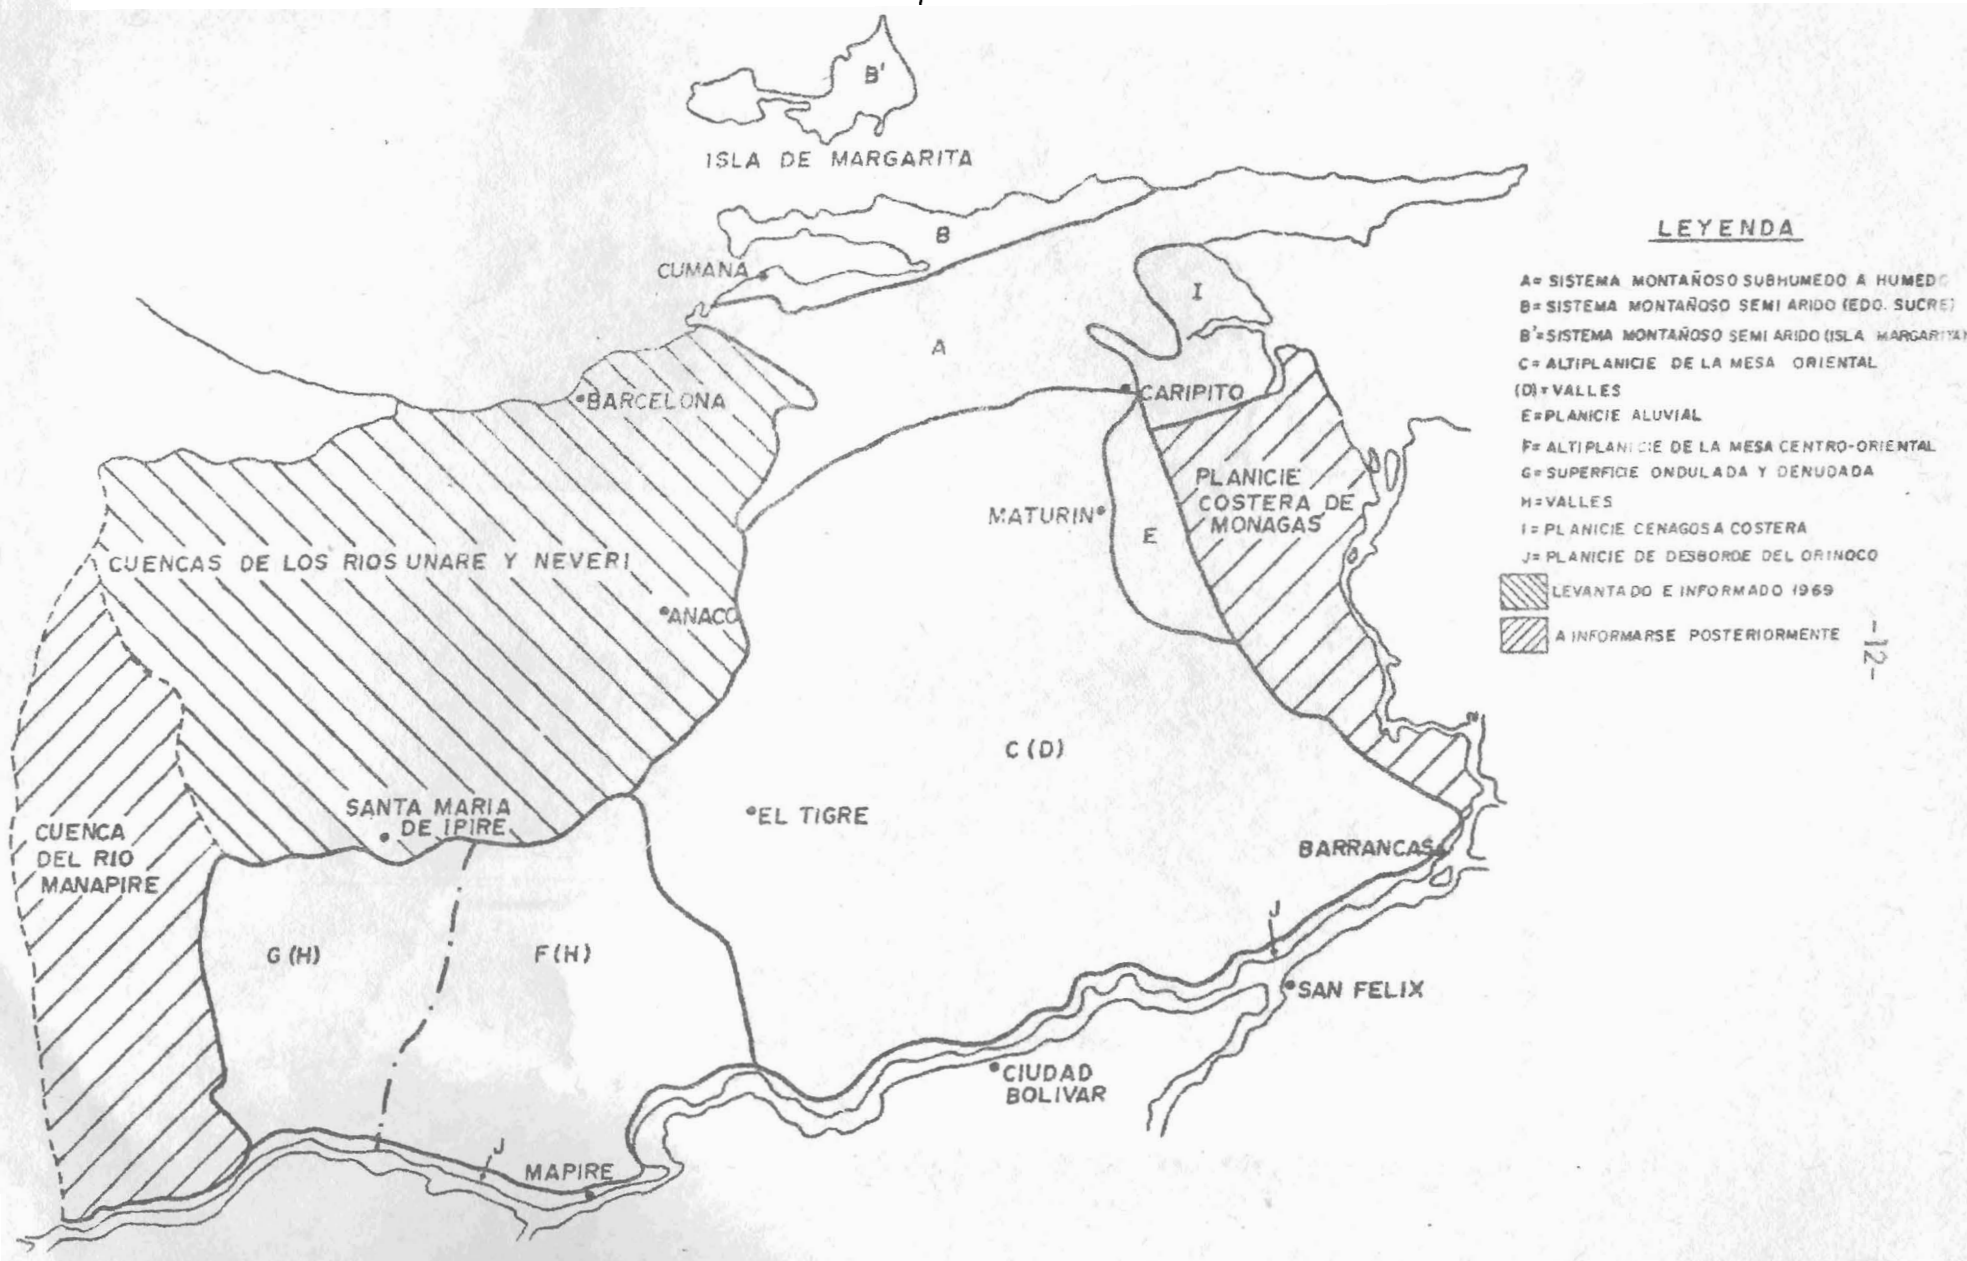 B'
ISLA DE MARGARITA
B
CUMANA
I
A
BARCELONA
CARIPITO
PLANICIE
COSTERA DE
MONAGAS
MATURIN
E
CUENCAS DE LOS RIOS UNARE Y NEVERI
ANACO
C (D)
SANTA MARIA
DE IPIRE
EL TIGRE
CUENCA
DEL RIO
MANAPIRE
BARRANCAS
J
G (H)
F (H)
SAN FELIX
CIUDAD
BOLIVAR
J
MAPIRE
LEYENDA
A= SISTEMA MONTAÑOSO SUBHUMEDO A HUMEDO
B= SISTEMA MONTAÑOSO SEMI ARIDO (EDO. SUCRE)
B'= SISTEMA MONTAÑOSO SEMI ARIDO (ISLA MARGARITA)
C= ALTIPLANICIE DE LA MESA ORIENTAL
(D)= VALLES
E= PLANICIE ALUVIAL
F= ALTIPLANICIE DE LA MESA CENTRO-ORIENTAL
G= SUPERFICIE ONDULADA Y DENUDADA
H= VALLES
I= PLANICIE CENAGOSA COSTERA
J= PLANICIE DE DESBORDE DEL ORINOCO
LEVANTADO E INFORMADO 1969
A INFORMARSE POSTERIORMENTE
-12-